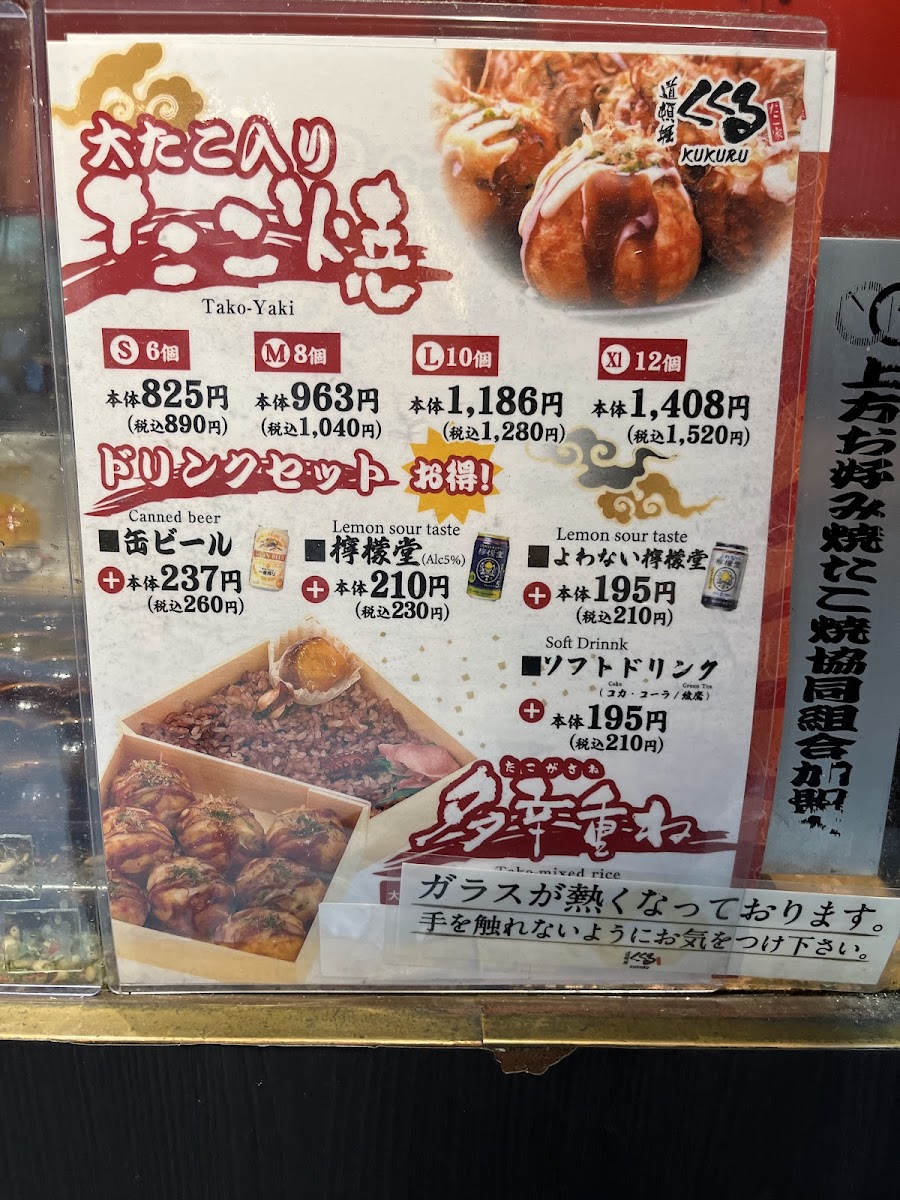 大たこ入り
たこ焼
Tako-Yaki
道頓堀
くくる
たこ家
KUKURU
S 6個
本体825円
(税込890円)
M 8個
本体963円
(税込1,040円)
L 10個
本体1,186円
(税込1,280円)
Xl 12個
本体1,408円
(税込1,520円)
ドリンクセット お得!
Canned beer
■缶ビール
+本体237円
(税込260円)
Lemon sour taste
■檸檬堂(Alc5%)
+本体210円
(税込230円)
Lemon sour taste
■よわない檸檬堂
+本体195円
(税込210円)
Soft Drinnk
■ソフトドリンク
Coke Green Tea
(コカ・コーラ/綾鷹)
+本体195円
(税込210円)
たこがさね
多幸重ね
Tako-mixed rice
大
ガラスが熱くなっております。
手を触れないようにお気をつけ下さい。
上方お好み焼たこ焼協同組合加盟